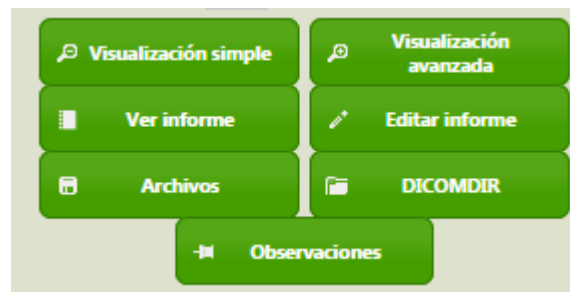 Visualización simple
Visualización
avanzada
Ver informe
Editar informe
Archivos
DICOMDIR
Observaciones